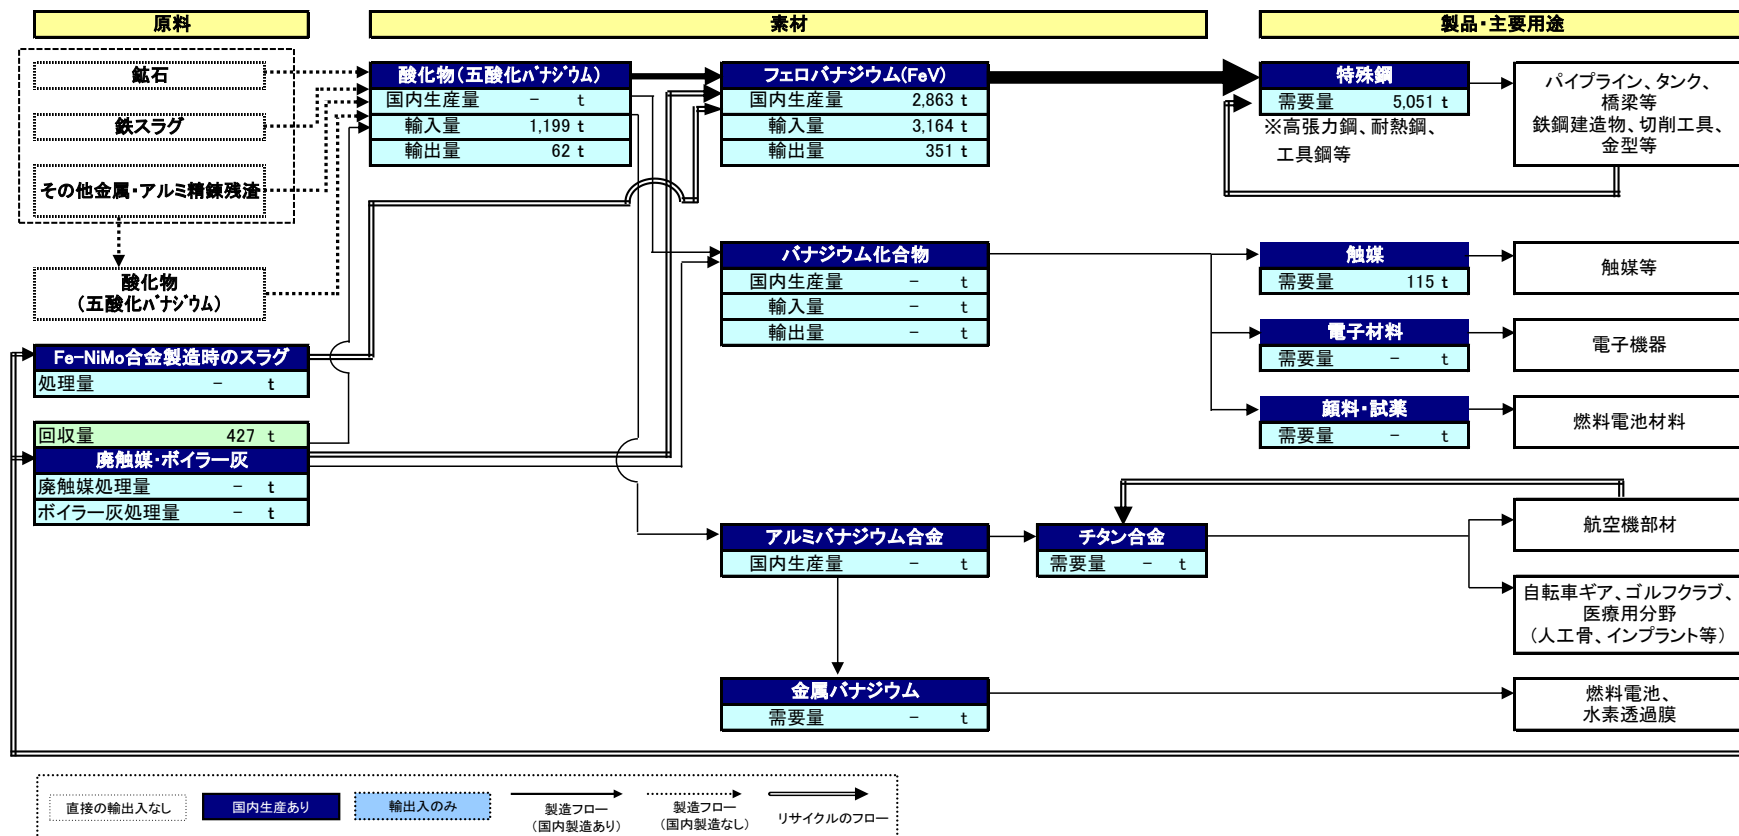 原料
素材
製品・主要用途
鉱石
鉄スラグ
その他金属・アルミ精錬残渣
酸化物
（五酸化バナジウム）
Fe-NiMo合金製造時のスラグ
処理量 － t
回収量 427 t
廃触媒・ボイラー灰
廃触媒処理量 － t
ボイラー灰処理量 － t
酸化物（五酸化バナジウム）
国内生産量 － t
輸入量 1,199 t
輸出量 62 t
フェロバナジウム(FeV)
国内生産量 2,863 t
輸入量 3,164 t
輸出量 351 t
バナジウム化合物
国内生産量 － t
輸入量 － t
輸出量 － t
アルミバナジウム合金
国内生産量 － t
チタン合金
需要量 － t
金属バナジウム
需要量 － t
特殊鋼
需要量 5,051 t
※高張力鋼、耐熱鋼、
工具鋼等
触媒
需要量 115 t
電子材料
需要量 － t
顔料・試薬
需要量 － t
パイプライン、タンク、
橋梁等
鉄鋼建造物、切削工具、
金型等
触媒等
電子機器
燃料電池材料
航空機部材
自転車ギア、ゴルフクラブ、
医療用分野
（人工骨、インプラント等）
燃料電池、
水素透過膜
直接の輸出入なし
国内生産あり
輸出入のみ
製造フロー
（国内製造あり）
製造フロー
（国内製造なし）
リサイクルのフロー